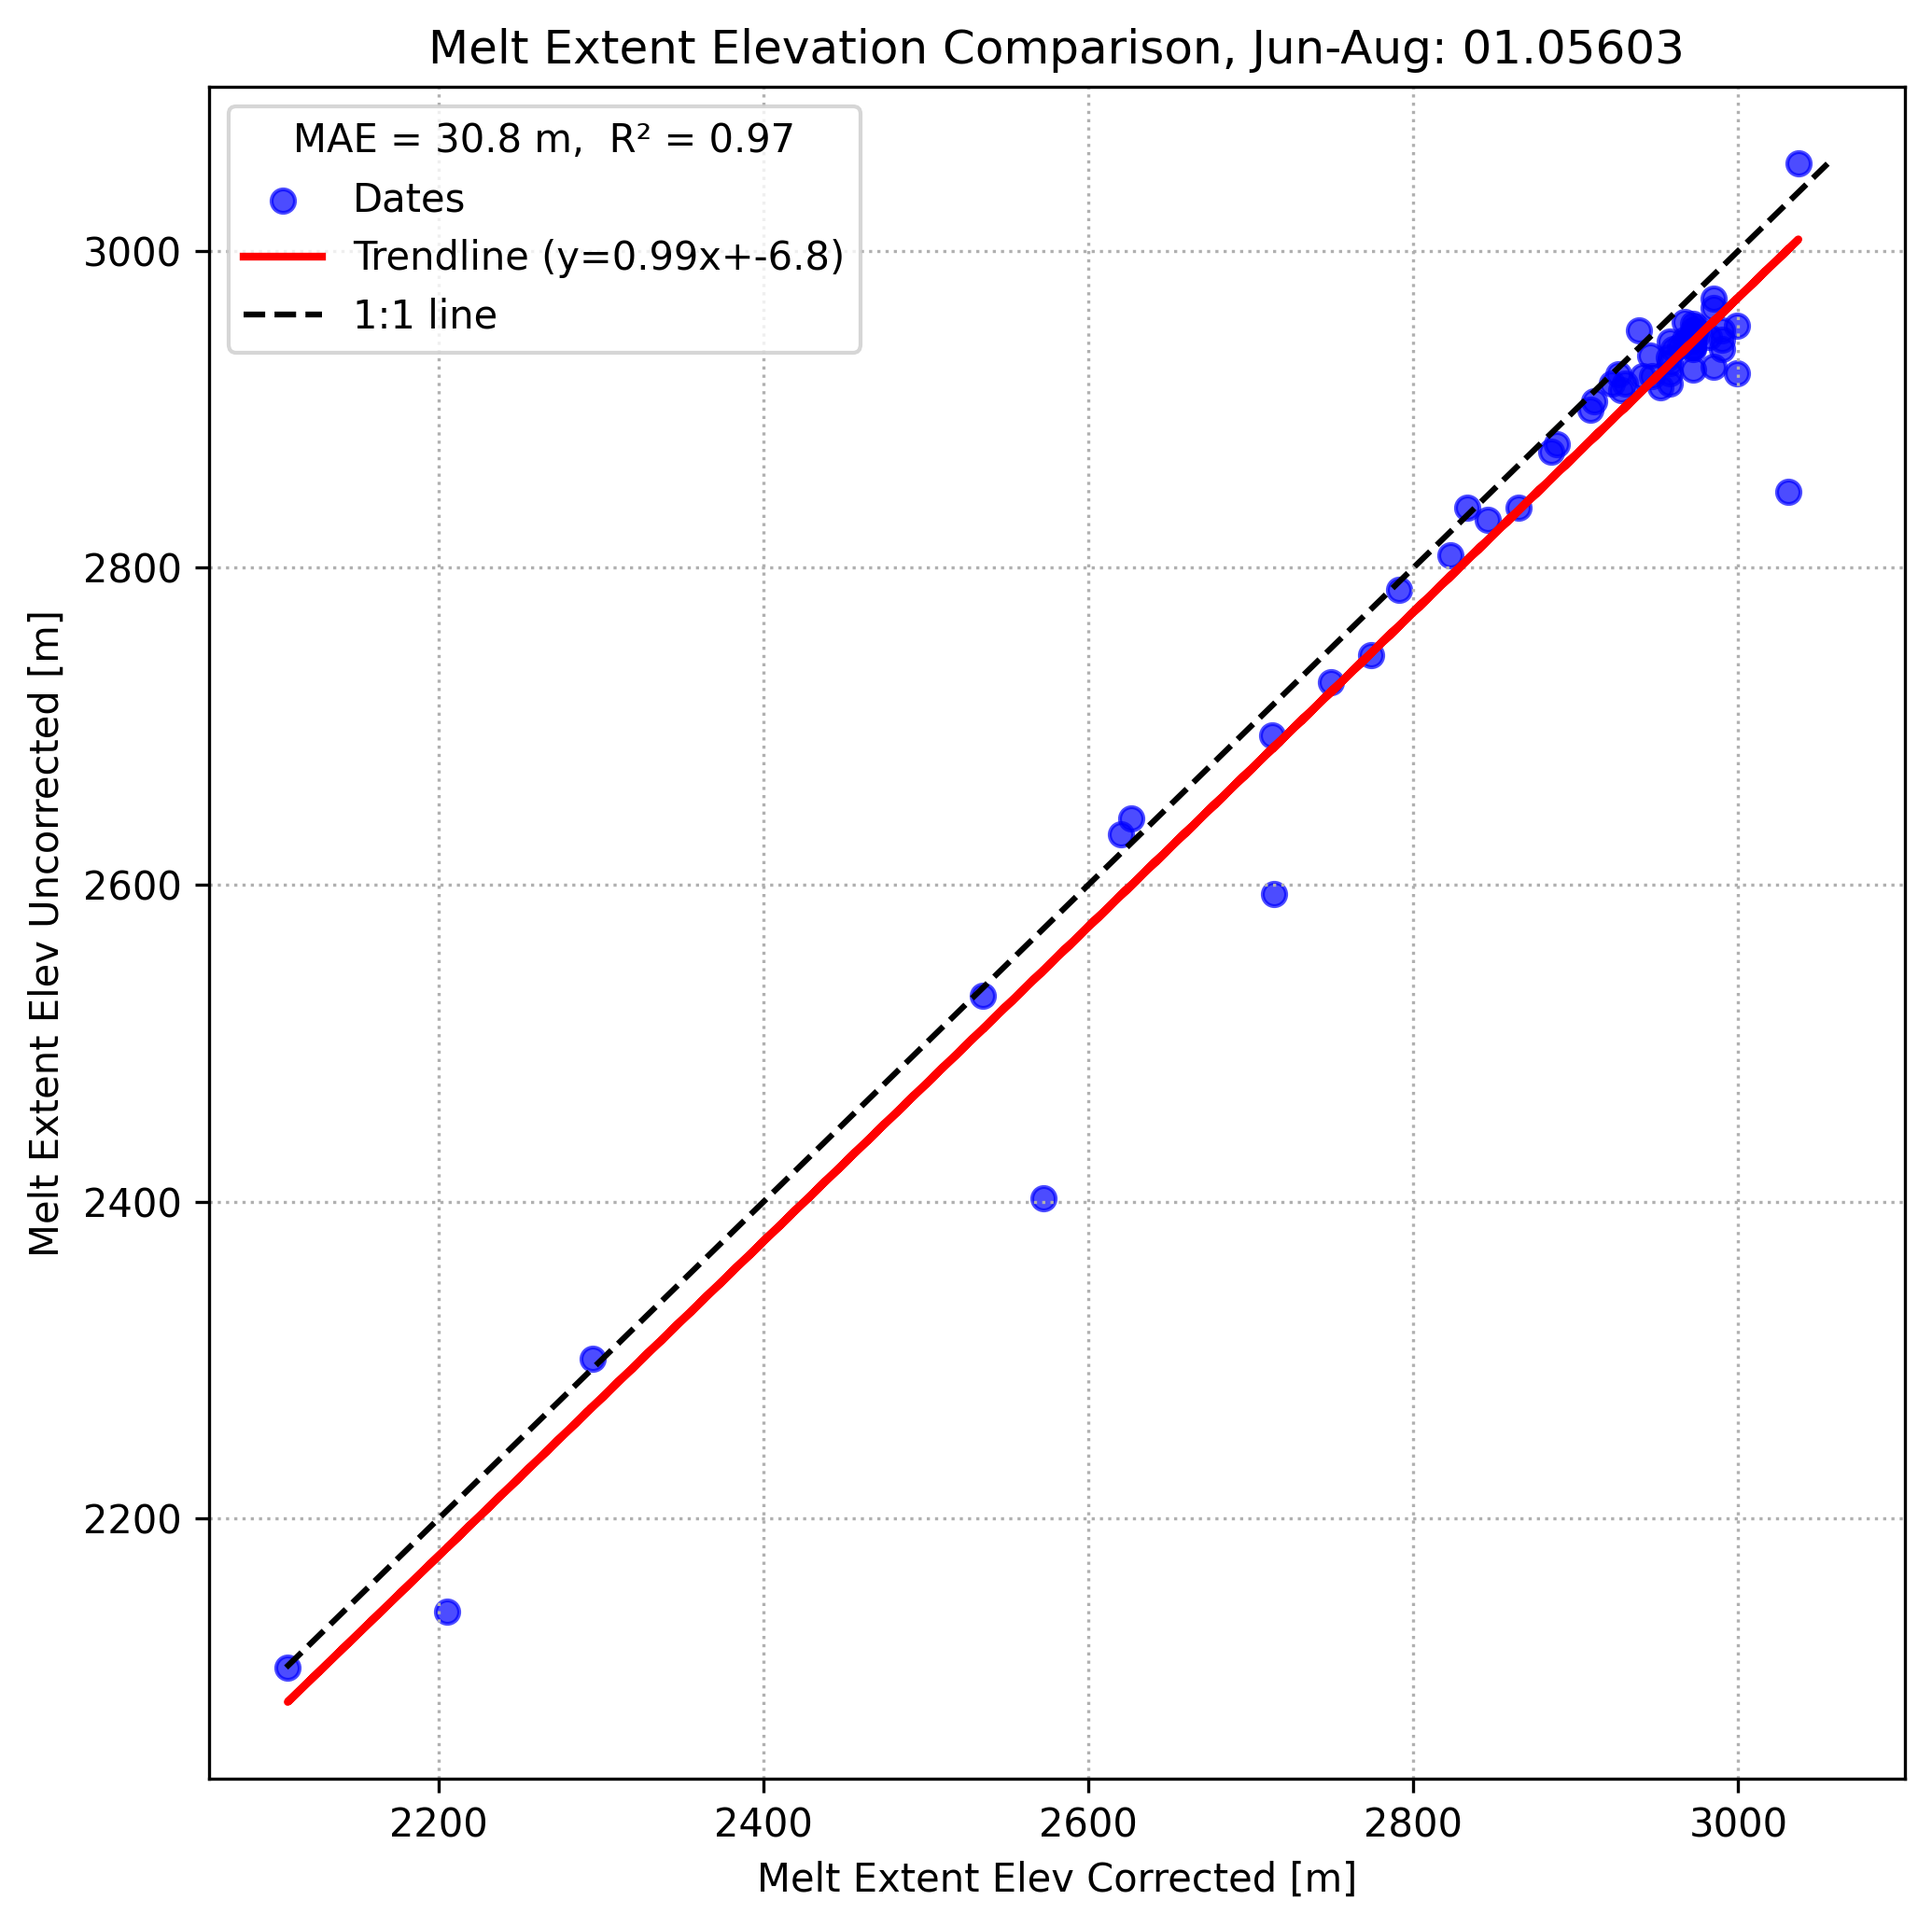 Melt Extent Elevation Comparison, Jun-Aug: 01.05603
MAE = 30.8 m,  R² = 0.97
Dates
Trendline (y=0.99x+-6.8)
1:1 line
3000
2800
2600
2400
2200
Melt Extent Elev Uncorrected [m]
2200
2400
2600
2800
3000
Melt Extent Elev Corrected [m]